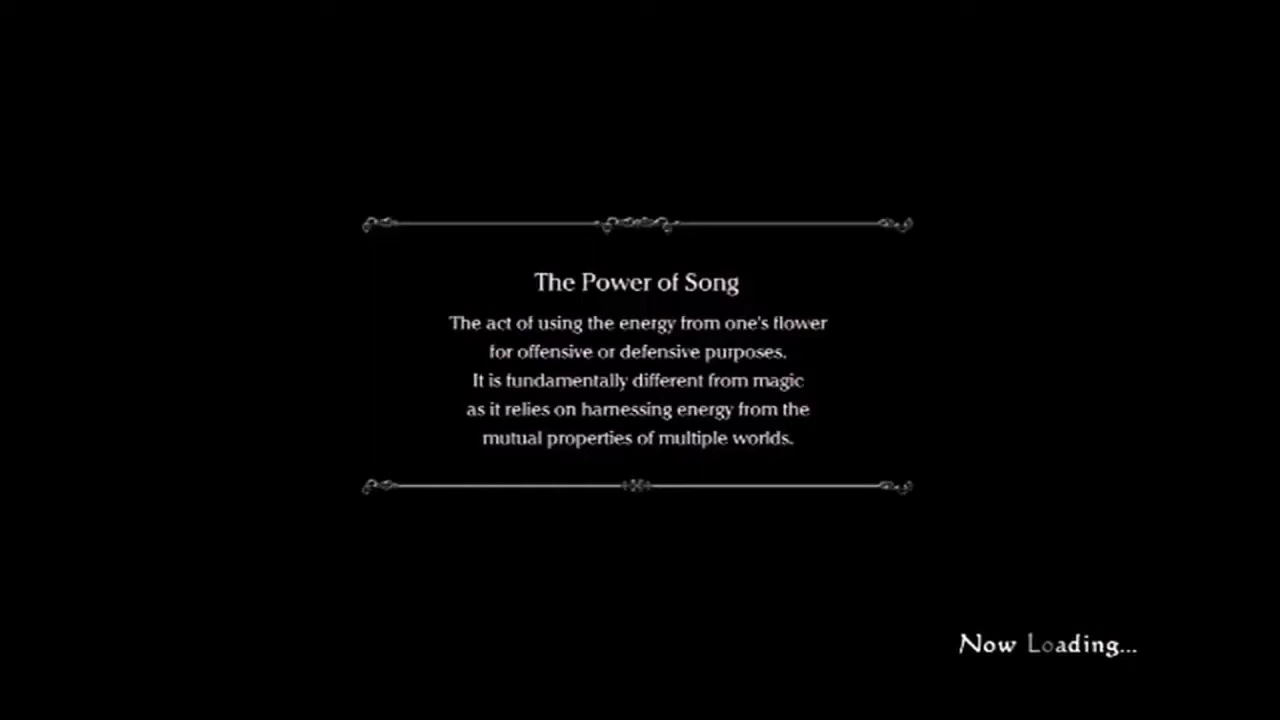 The Power of Song
The act of using the energy from one's flower
for offensive or defensive purposes.
It is fundamentally different from magic
as it relies on harnessing energy from the
mutual properties of multiple worlds.
Now Loading...